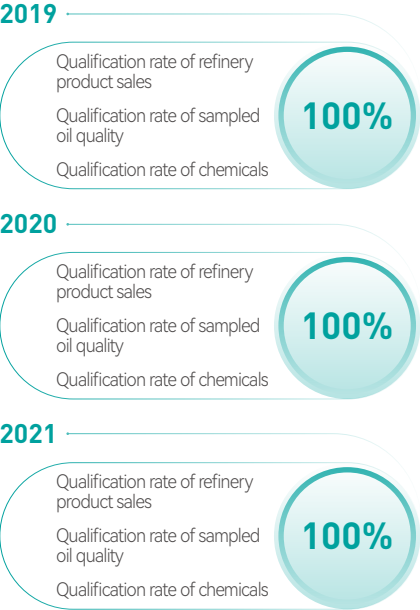 2019
Qualification rate of refinery
product sales
Qualification rate of sampled
oil quality
Qualification rate of chemicals
100%
2020
Qualification rate of refinery
product sales
Qualification rate of sampled
oil quality
Qualification rate of chemicals
100%
2021
Qualification rate of refinery
product sales
Qualification rate of sampled
oil quality
Qualification rate of chemicals
100%